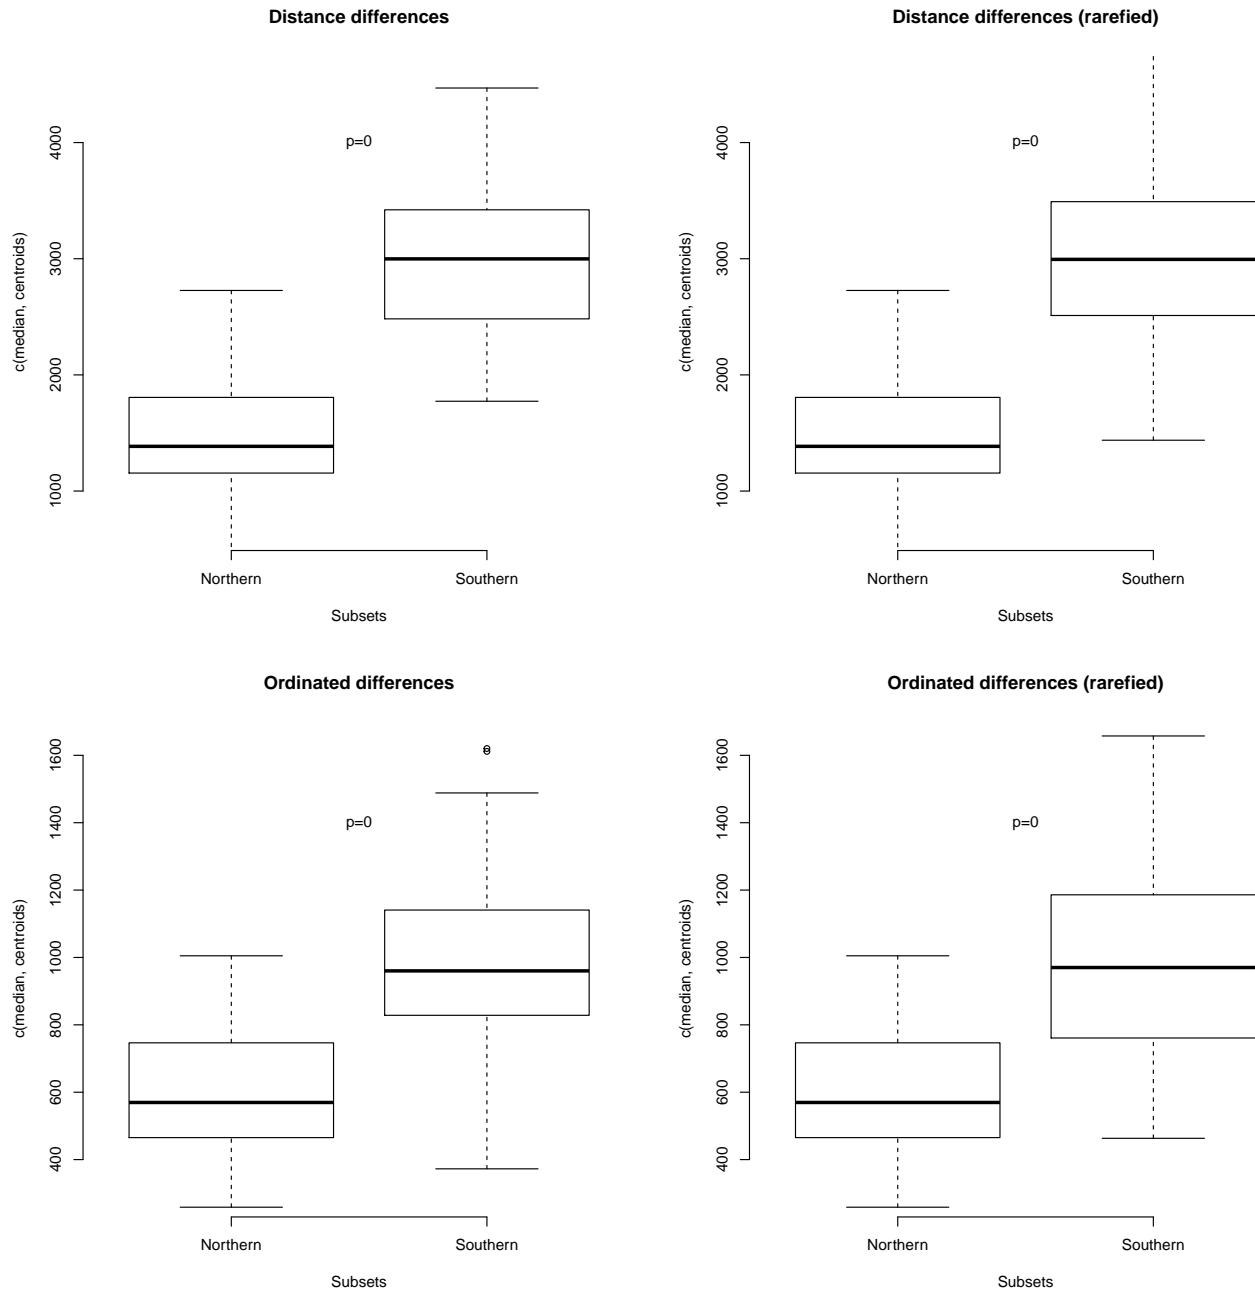 Distance differences
c(median, centroids)
4000
3000
2000
1000
p=0
Northern
Southern
Subsets
Distance differences (rarefied)
c(median, centroids)
4000
3000
2000
1000
p=0
Northern
Southern
Subsets
Ordinated differences
c(median, centroids)
1600
1400
1200
1000
800
600
400
p=0
Northern
Southern
Subsets
Ordinated differences (rarefied)
c(median, centroids)
1600
1400
1200
1000
800
600
400
p=0
Northern
Southern
Subsets